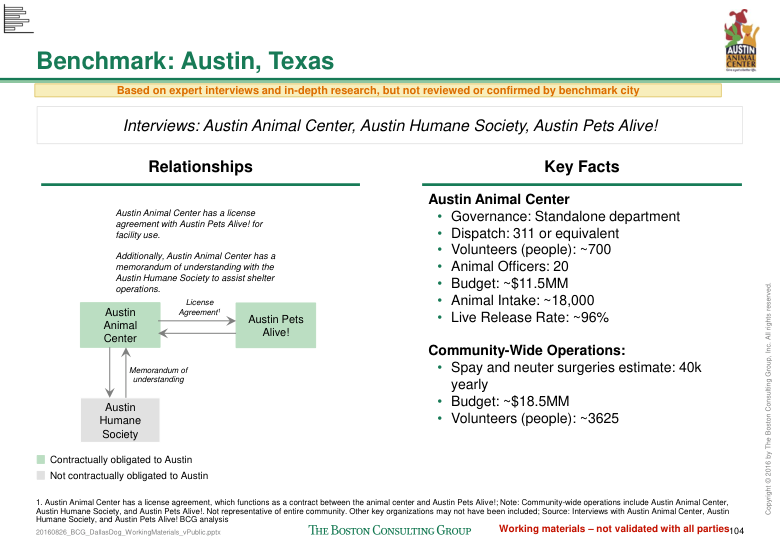 Benchmark: Austin, Texas
AUSTIN
ANIMAL
CENTER
Based on expert interviews and in-depth research, but not reviewed or confirmed by benchmark city
Interviews: Austin Animal Center, Austin Humane Society, Austin Pets Alive!
Relationships
Austin Animal Center has a license
agreement with Austin Pets Alive! for
facility use.
Additionally, Austin Animal Center has a
memorandum of understanding with the
Austin Humane Society to assist shelter
operations.
Austin
Animal
Center
License
Agreement¹
Austin Pets
Alive!
Memorandum of
understanding
Austin
Humane
Society
Contractually obligated to Austin
Not contractually obligated to Austin
Key Facts
Austin Animal Center
• Governance: Standalone department
• Dispatch: 311 or equivalent
• Volunteers (people): ~700
• Animal Officers: 20
• Budget: ~$11.5MM
• Animal Intake: ~18,000
• Live Release Rate: ~96%
Community-Wide Operations:
• Spay and neuter surgeries estimate: 40k
yearly
• Budget: ~$18.5MM
• Volunteers (people): ~3625
1. Austin Animal Center has a license agreement, which functions as a contract between the animal center and Austin Pets Alive!; Note: Community-wide operations include Austin Animal Center,
Austin Humane Society, and Austin Pets Alive!. Not representative of entire community. Other key organizations may not have been included; Source: Interviews with Austin Animal Center, Austin
Humane Society, and Austin Pets Alive! BCG analysis
20160826_BCG_DallasDog_WorkingMaterials_vPublic.pptx
THE BOSTON CONSULTING GROUP
Working materials – not validated with all parties
104
Copyright © 2016 by The Boston Consulting Group, Inc. All rights reserved.